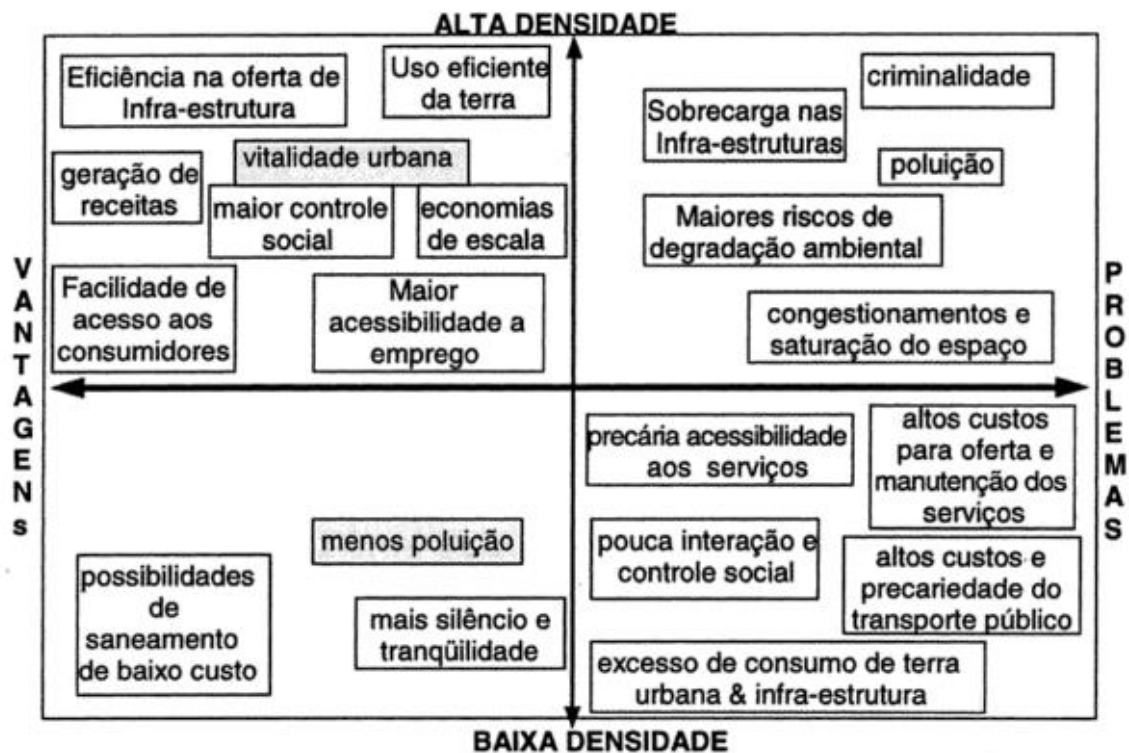 ALTA DENSIDADE
Eficiência na oferta de
Infra-estrutura
Uso eficiente
da terra
vitalidade urbana
geração de
receitas
maior controle
social
economias
de escala
Facilidade de
acesso aos
consumidores
Maior
acessibilidade a
emprego
criminalidade
Sobrecarga nas
Infra-estruturas
poluição
Maiores riscos de
degradação ambiental
congestionamentos e
saturação do espaço
VANTAGENs
PROBLEMAS
menos poluição
possibilidades
de
saneamento
de baixo custo
mais silêncio e
tranqüilidade
precária acessibilidade
aos serviços
altos custos
para oferta e
manutenção dos
serviços
pouca interação e
controle social
altos custos e
precariedade do
transporte público
excesso de consumo de terra
urbana & infra-estrutura
BAIXA DENSIDADE